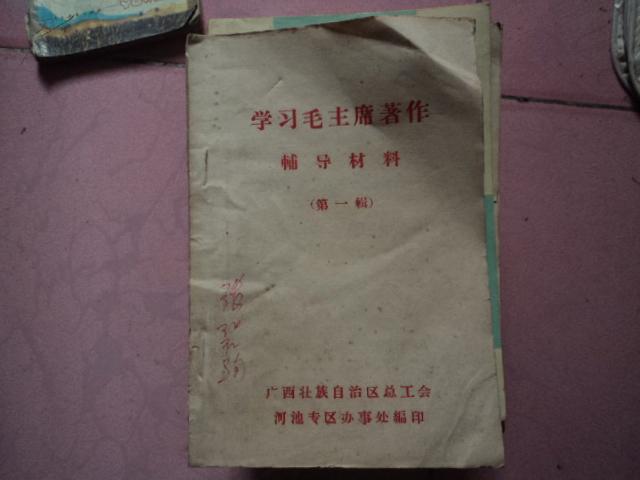 学习毛主席著作
輔导材料
(第一輯)
广西壮族自治区总工会
河池专区办事处編印